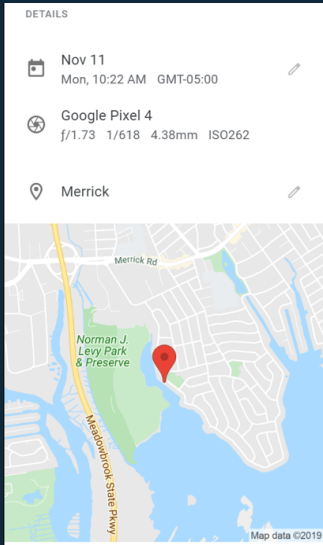 DETAILS
Nov 11
Mon, 10:22 AM GMT-05:00
Google Pixel 4
ƒ/1.73 1/618 4.38mm ISO262
Merrick
Merrick Rd
Norman J.
Levy Park
& Preserve
Meadowbrook State Pkwy
Map data ©2019